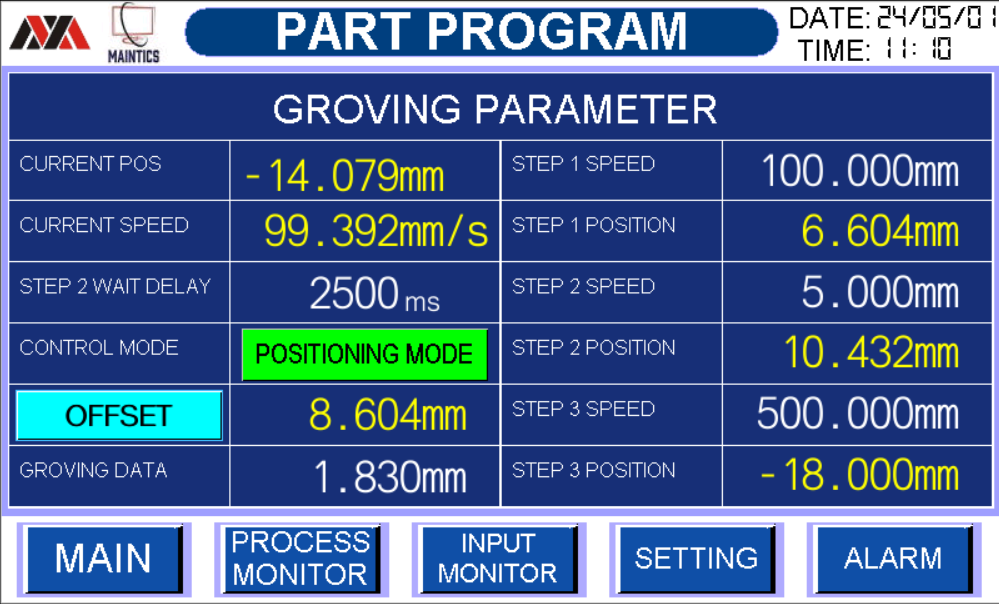 MAINTICS
PART PROGRAM
DATE: 24/05/01
TIME: 11:10
GROVING PARAMETER
CURRENT POS -14.079mm STEP 1 SPEED 100.000mm
CURRENT SPEED 99.392mm/s STEP 1 POSITION 6.604mm
STEP 2 WAIT DELAY 2500 ms STEP 2 SPEED 5.000mm
CONTROL MODE POSITIONING MODE STEP 2 POSITION 10.432mm
OFFSET 8.604mm STEP 3 SPEED 500.000mm
GROVING DATA 1.830mm STEP 3 POSITION -18.000mm
MAIN
PROCESS
MONITOR
INPUT
MONITOR
SETTING
ALARM